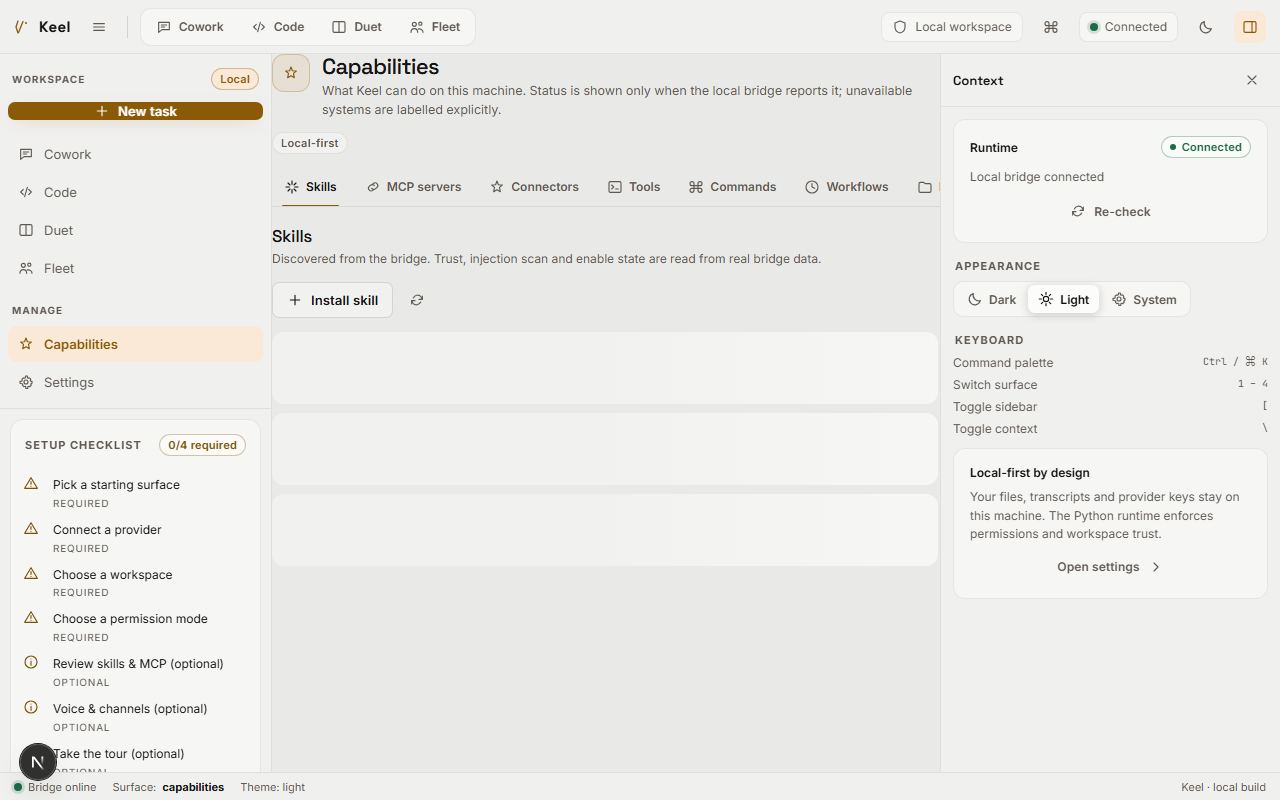 Keel
Cowork
Code
Duet
Fleet
Local workspace
Connected
WORKSPACE
Local
New task
Cowork
Code
Duet
Fleet
MANAGE
Capabilities
Settings
SETUP CHECKLIST
0/4 required
Pick a starting surface
REQUIRED
Connect a provider
REQUIRED
Choose a workspace
REQUIRED
Choose a permission mode
REQUIRED
Review skills & MCP (optional)
OPTIONAL
Voice & channels (optional)
OPTIONAL
Take the tour (optional)
OPTIONAL
N
Capabilities
What Keel can do on this machine. Status is shown only when the local bridge reports it; unavailable
systems are labelled explicitly.
Local-first
Skills
MCP servers
Connectors
Tools
Commands
Workflows
Skills
Discovered from the bridge. Trust, injection scan and enable state are read from real bridge data.
Install skill
Context
Runtime
Connected
Local bridge connected
Re-check
APPEARANCE
Dark
Light
System
KEYBOARD
Command palette
Ctrl / ⌘ K
Switch surface
1 – 4
Toggle sidebar
[
Toggle context
\
Local-first by design
Your files, transcripts and provider keys stay on
this machine. The Python runtime enforces
permissions and workspace trust.
Open settings
Bridge online
Surface: capabilities
Theme: light
Keel · local build